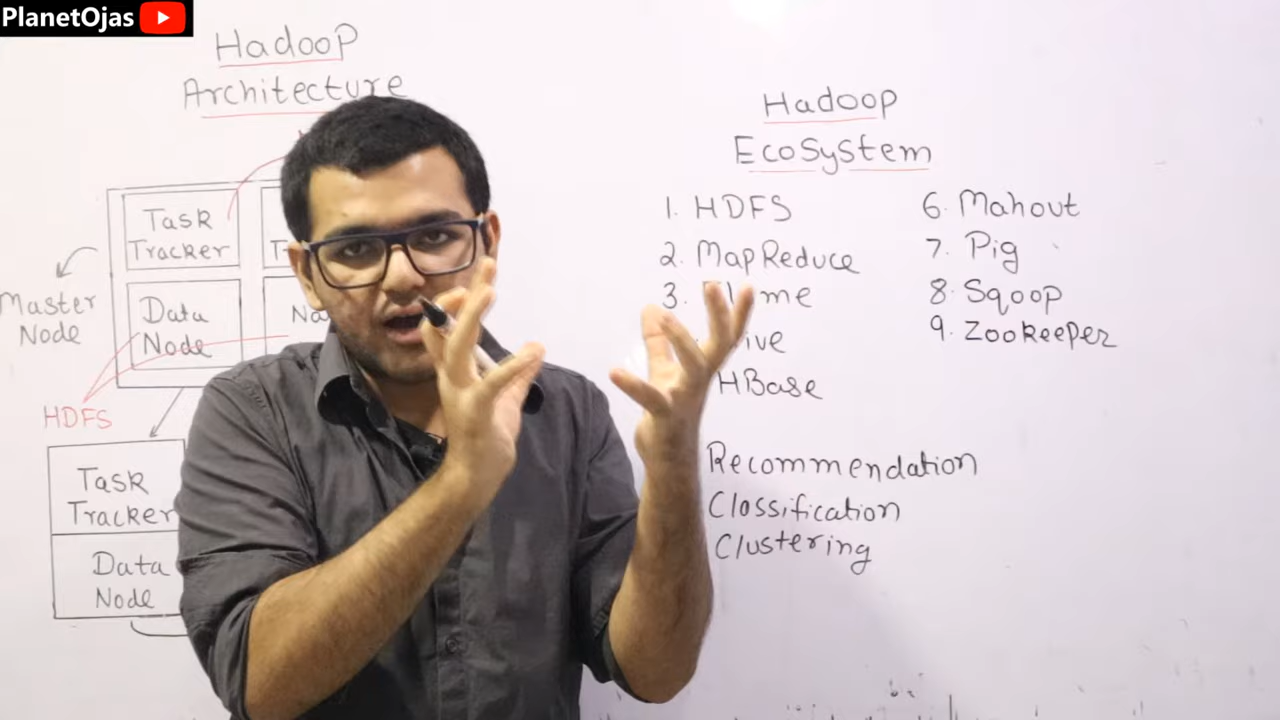 PlanetOjas
Hadoop
Architecture
Task
Tracker
Data
Node
Master
Node
HDFS
Task
Tracker
Data
Node
Hadoop
EcoSystem
1. HDFS
2. MapReduce
3.
HBase
6. Mahout
7. Pig
8. Sqoop
9. Zookeeper
Recommendation
Classification
Clustering